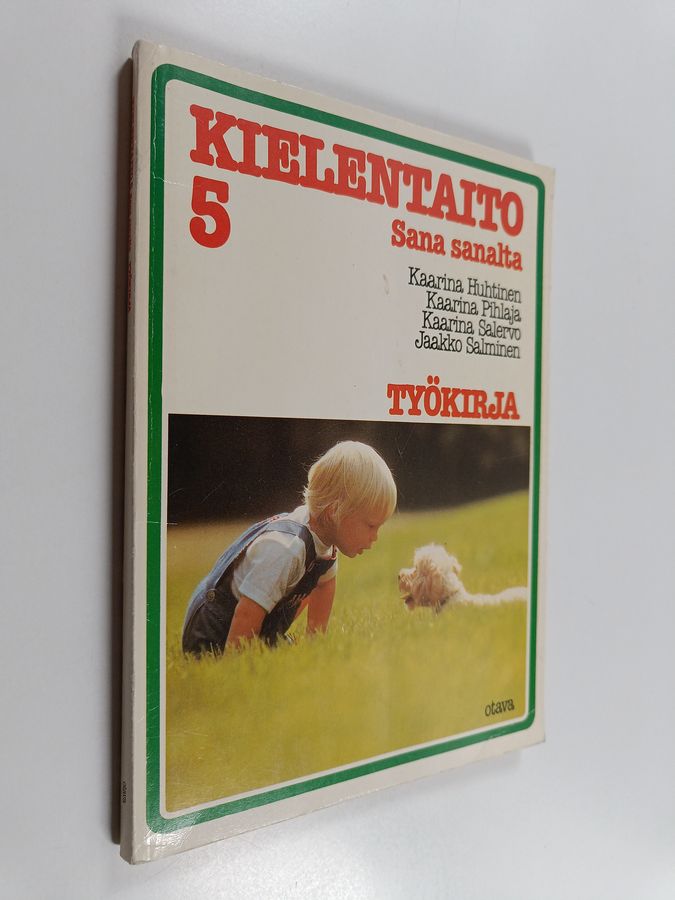 KIELENTAITO
5
Sana sanalta
Kaarina Huhtinen
Kaarina Pihlaja
Kaarina Salervo
Jaakko Salminen
TYÖKIRJA
otava